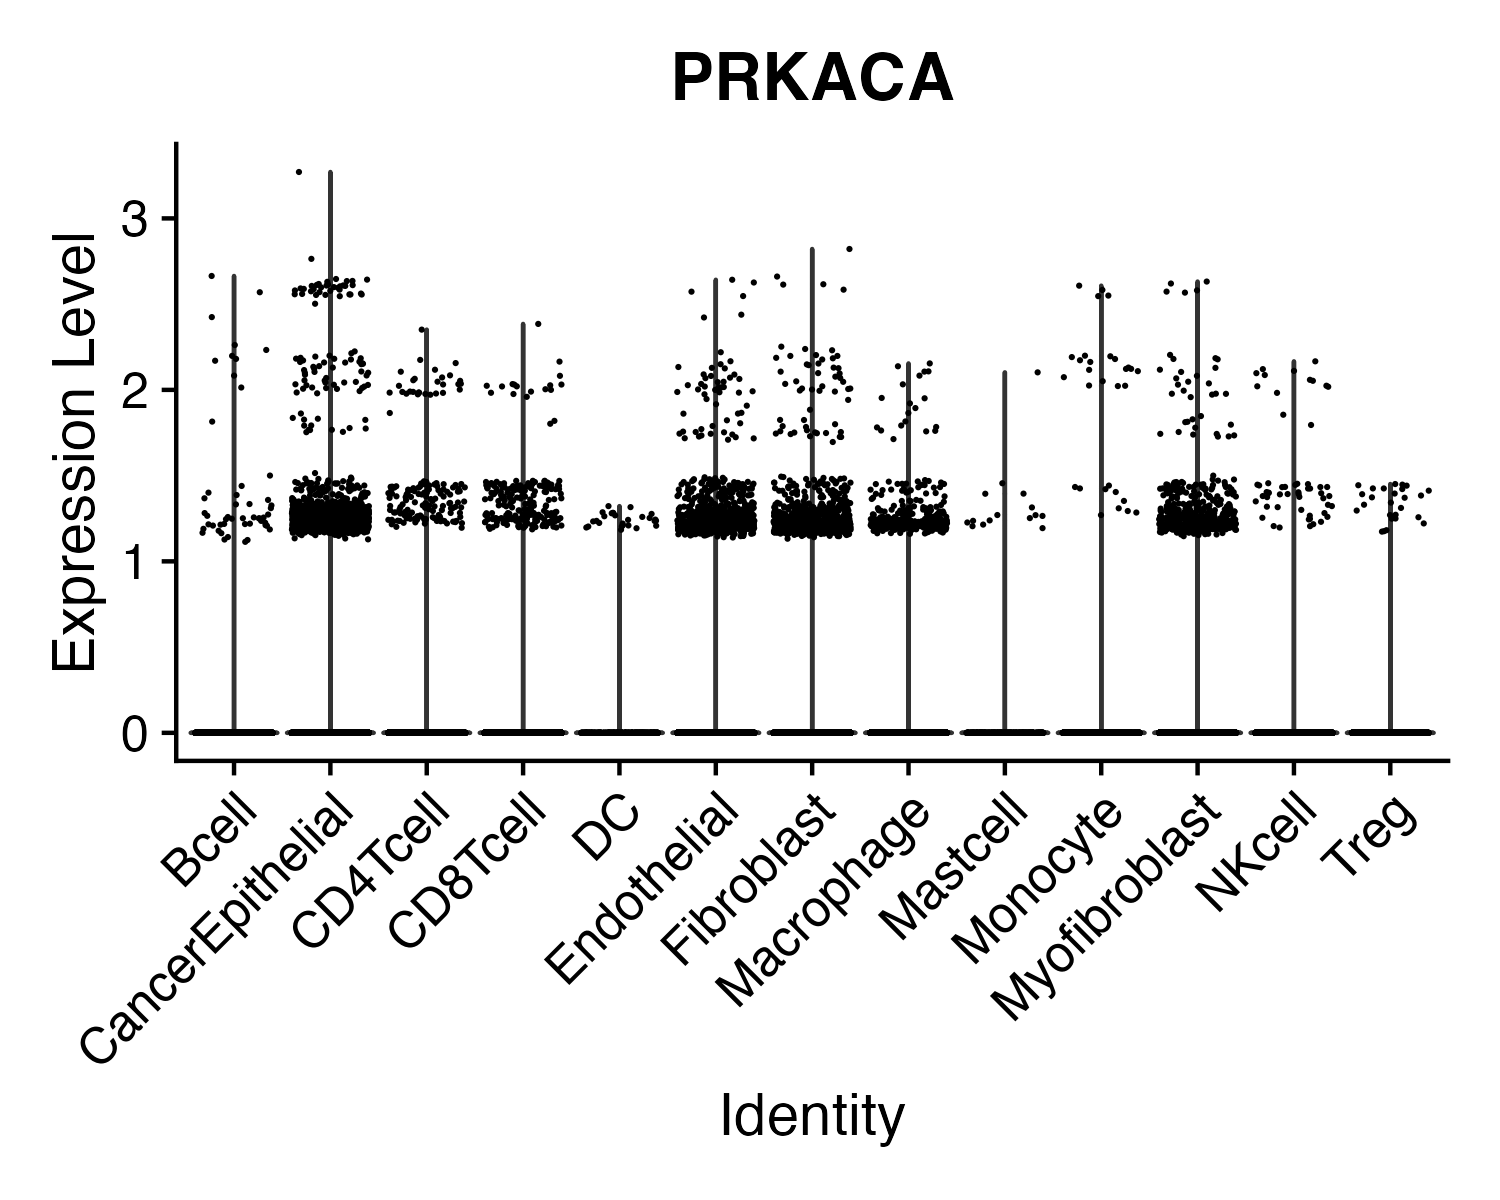 PRKACA
Expression Level
3
2
1
0
Bcell
CancerEpithelial
CD4Tcell
CD8Tcell
DC
Endothelial
Fibroblast
Macrophage
Mastcell
Monocyte
Myofibroblast
NKcell
Treg
Identity